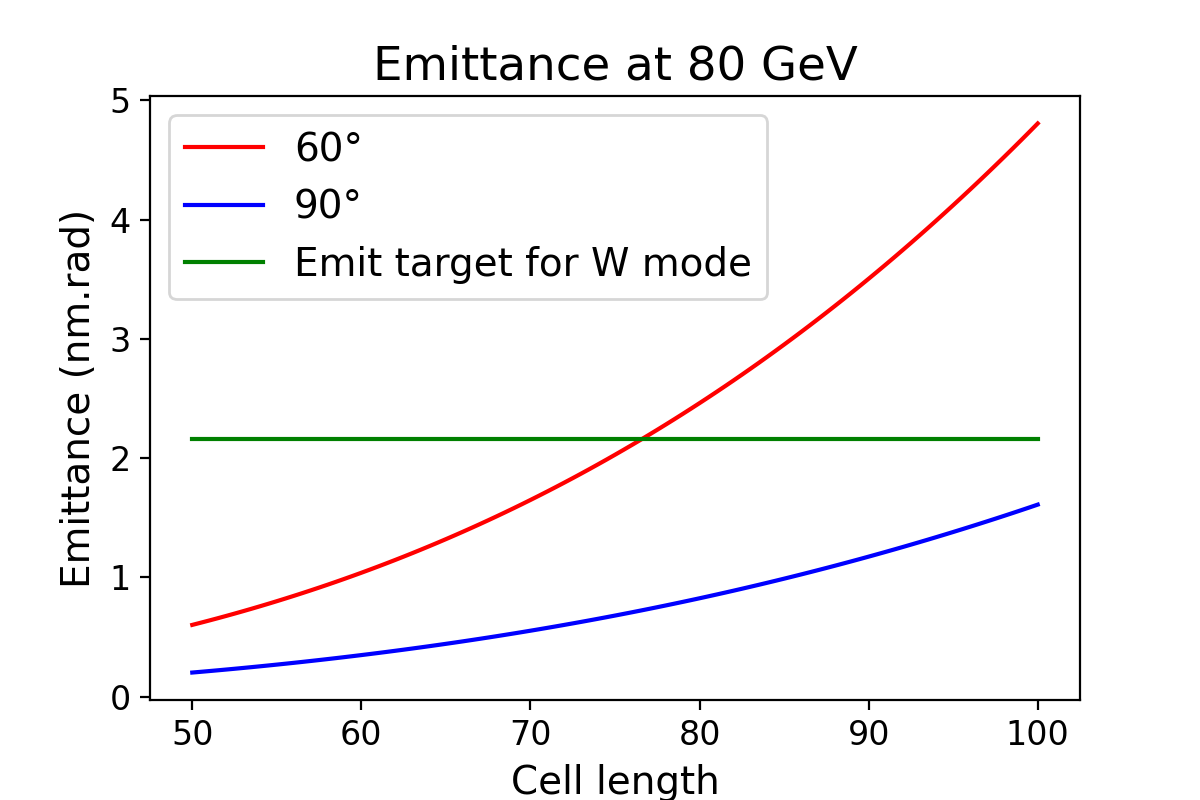 Emittance at 80 GeV
60°
90°
Emit target for W mode
Emittance (nm.rad)
5
4
3
2
1
0
50 60 70 80 90 100
Cell length